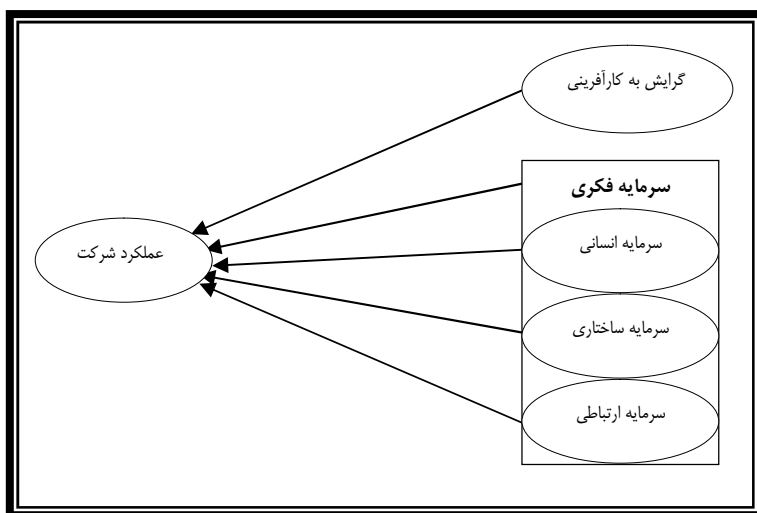 گرایش به کارآفرینی
سرمایه فکری
سرمایه انسانی
عملکرد شرکت
سرمایه ساختاری
سرمایه ارتباطی